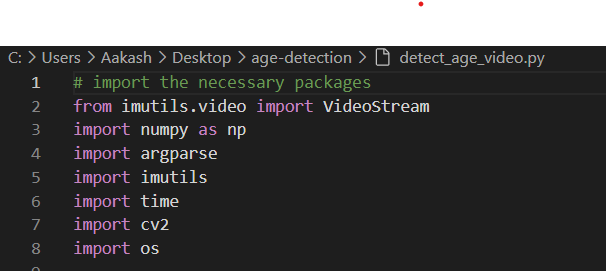 C: > Users > Aakash > Desktop > age-detection > detect_age_video.py
1 # import the necessary packages
2 from imutils.video import VideoStream
3 import numpy as np
4 import argparse
5 import imutils
6 import time
7 import cv2
8 import os